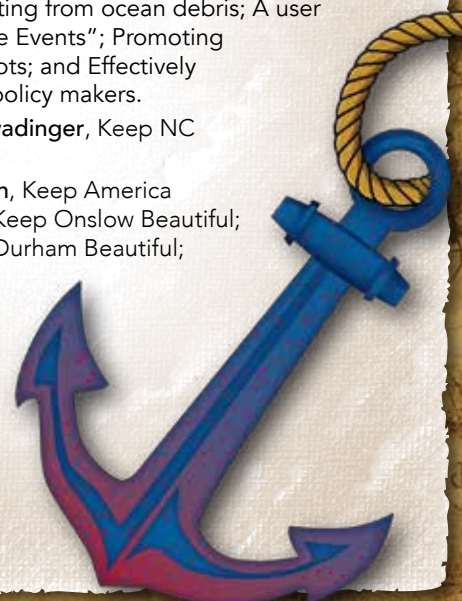 ting from ocean debris; A user
e Events”; Promoting
ots; and Effectively
policy makers.
adinger, Keep NC
n, Keep America
Keep Onslow Beautiful;
Durham Beautiful;